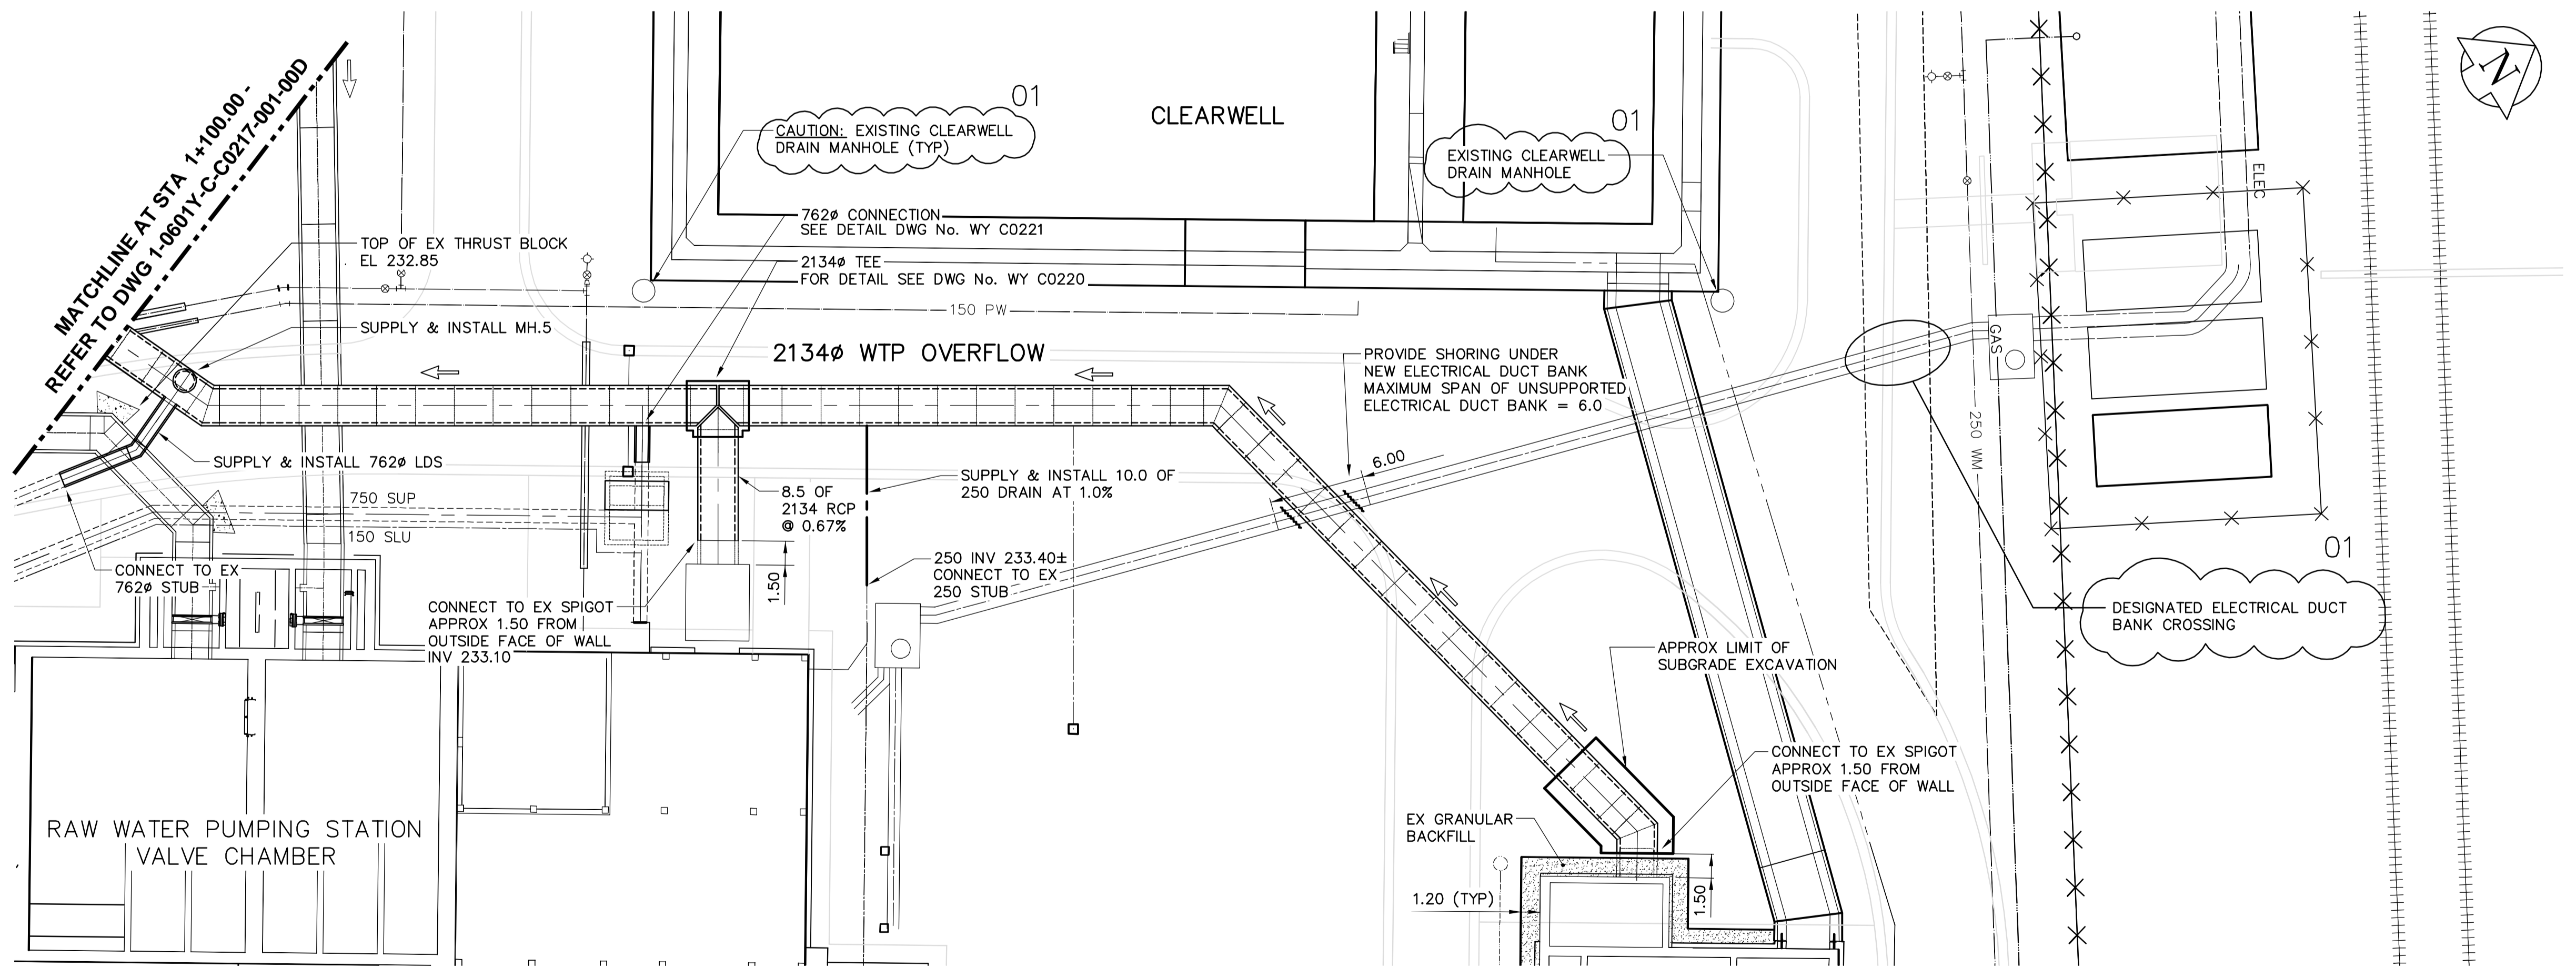 MATCHLINE AT STA 1+100.00 -
REFER TO DWG 1-0601Y-C-C0217-001-00D
01
CAUTION: EXISTING CLEARWELL
DRAIN MANHOLE (TYP)
CLEARWELL
01
EXISTING CLEARWELL
DRAIN MANHOLE
N
ELEC
762ø CONNECTION
SEE DETAIL DWG No. WY C0221
TOP OF EX THRUST BLOCK
EL 232.85
2134ø TEE
FOR DETAIL SEE DWG No. WY C0220
150 PW
SUPPLY & INSTALL MH.5
2134ø WTP OVERFLOW
PROVIDE SHORING UNDER
NEW ELECTRICAL DUCT BANK
MAXIMUM SPAN OF UNSUPPORTED
ELECTRICAL DUCT BANK = 6.0
GAS
250 WM
SUPPLY & INSTALL 762ø LDS
6.00
SUPPLY & INSTALL 10.0 OF
250 DRAIN AT 1.0%
8.5 OF
2134 RCP
@ 0.67%
750 SUP
150 SLU
250 INV 233.40±
CONNECT TO EX
250 STUB
1.50
CONNECT TO EX
762ø STUB
CONNECT TO EX SPIGOT
APPROX 1.50 FROM
OUTSIDE FACE OF WALL
INV 233.10
01
DESIGNATED ELECTRICAL DUCT
BANK CROSSING
APPROX LIMIT OF
SUBGRADE EXCAVATION
CONNECT TO EX SPIGOT
APPROX 1.50 FROM
OUTSIDE FACE OF WALL
EX GRANULAR
BACKFILL
RAW WATER PUMPING STATION
VALVE CHAMBER
1.20 (TYP)
1.50